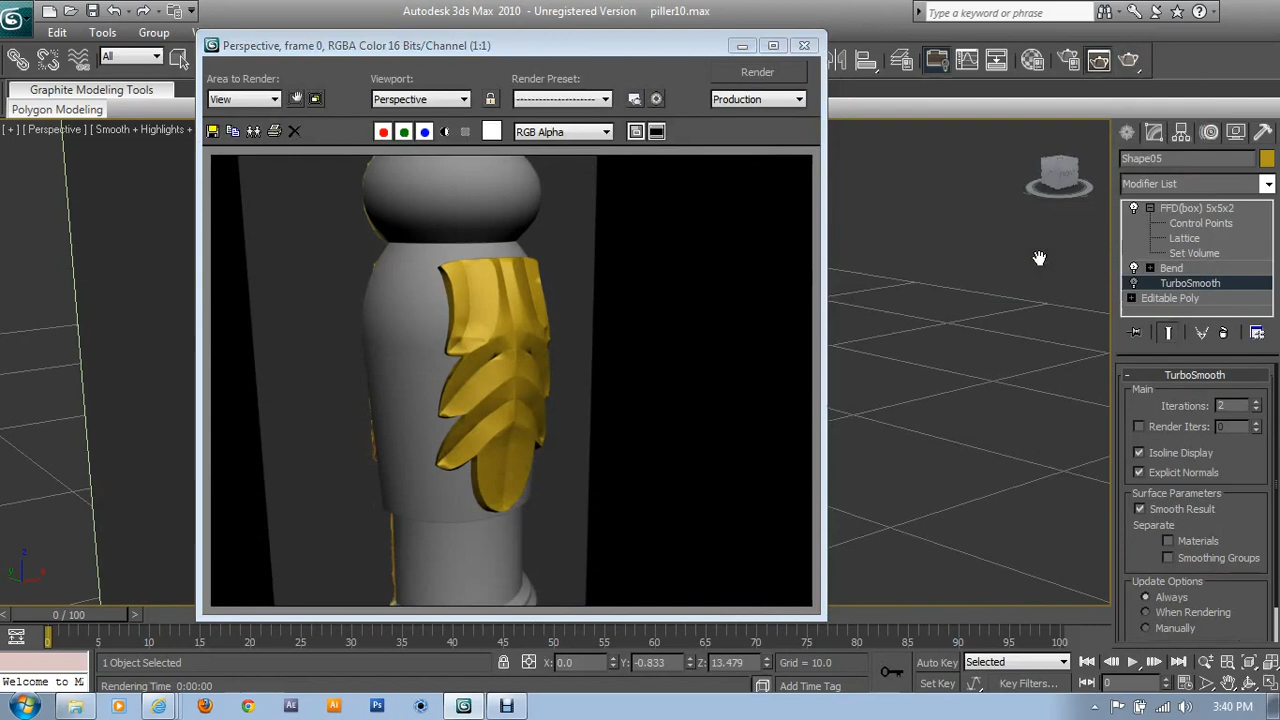 Autodesk 3ds Max 2010 - Unregistered Version piller10.max
Type a keyword or phrase
Edit Tools Group
Perspective, frame 0, RGBA Color 16 Bits/Channel (1:1)
All
Area to Render: Viewport: Render Preset: Render
View Perspective Production
Graphite Modeling Tools
Polygon Modeling
[ + ] [ Perspective ] [ Smooth + Highlights +
RGB Alpha
Shape05
Modifier List
FFD(box) 5x5x2
Control Points
Lattice
Set Volume
Bend
TurboSmooth
Editable Poly
TurboSmooth
Main
Iterations: 2
Render Iters: 0
Isoline Display
Explicit Normals
Surface Parameters
Smooth Result
Separate
Materials
Smoothing Groups
Update Options
Always
When Rendering
Manually
z
y x
0 / 100
0 5 10 15 20 25 30 35 40 45 50 55 60 65 70 75 80 85 90 95 100
1 Object Selected X: 0.0 Y: -0.833 Z: 13.479 Grid = 10.0 Auto Key Selected
Welcome to M Rendering Time 0:00:00 Add Time Tag Set Key Key Filters... 0
Ae Ai Ps 3:40 PM